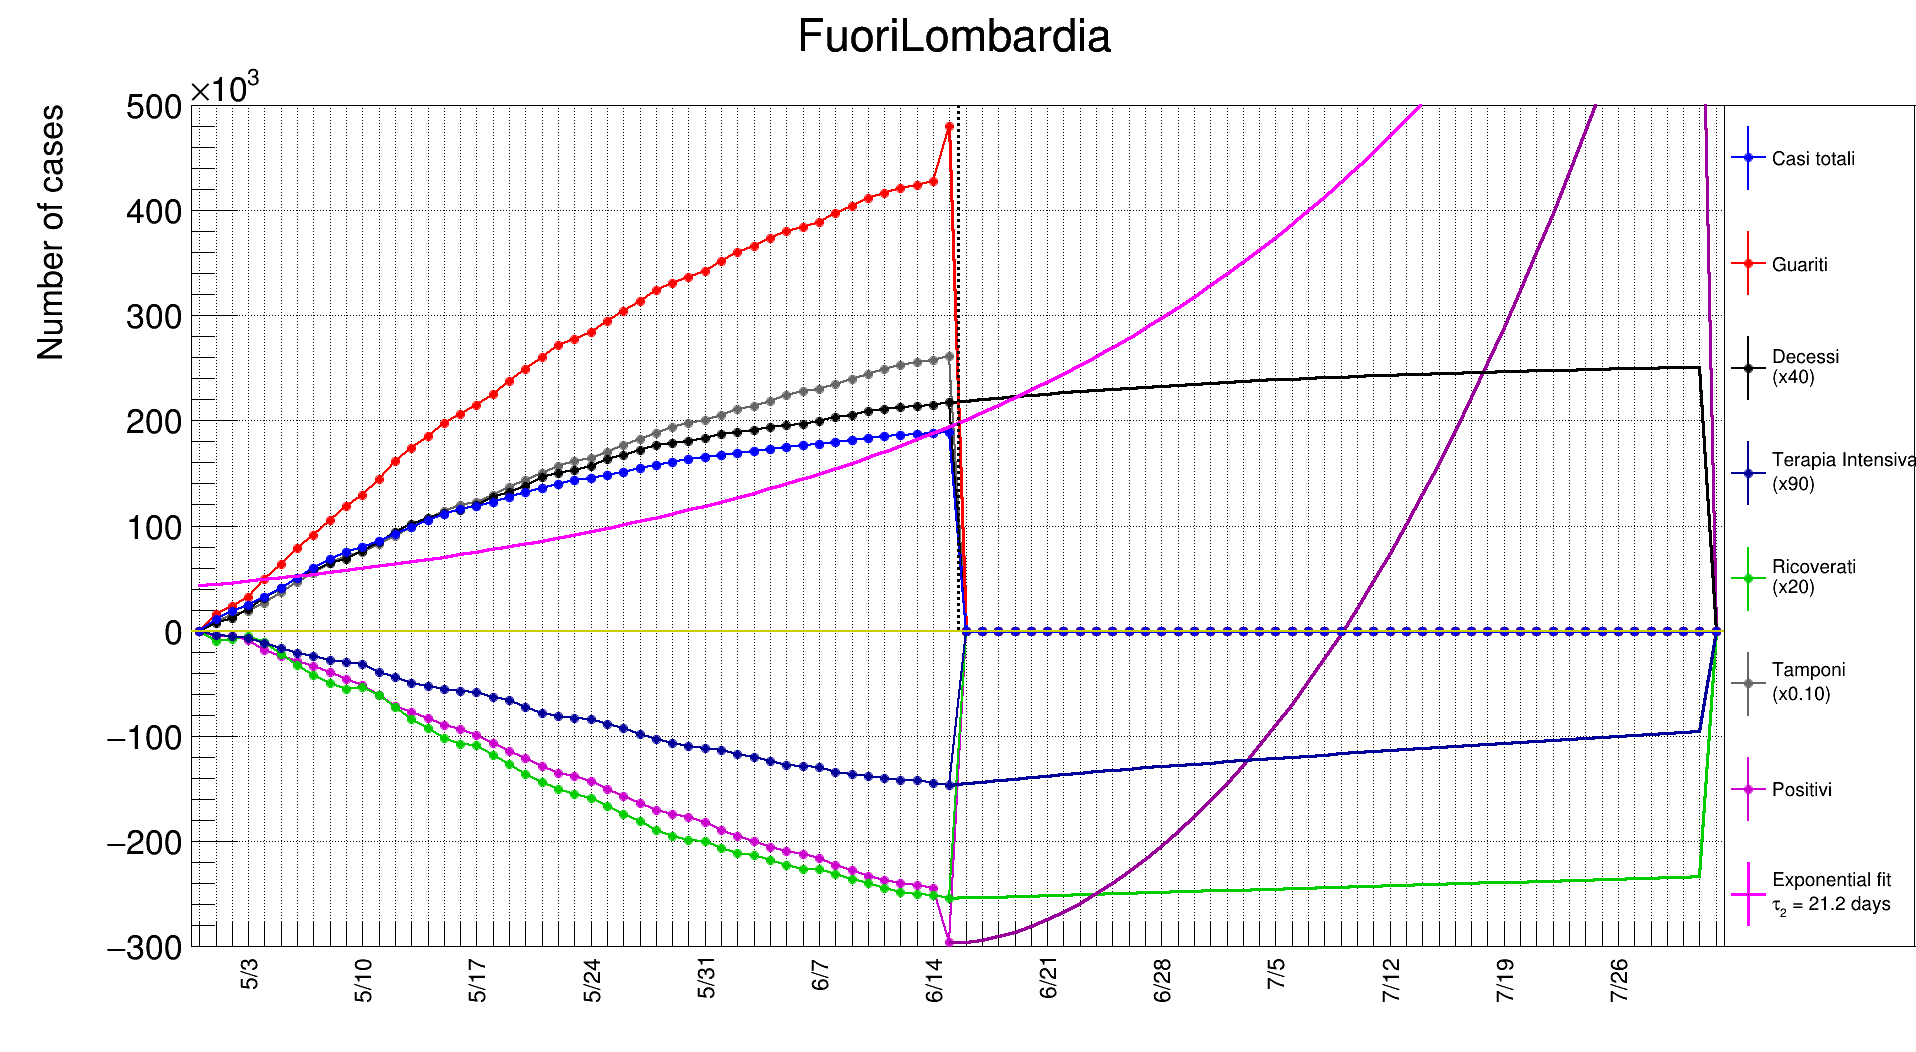 FuoriLombardia
×10³
Number of cases
500
400
300
200
100
0
−100
−200
−300
5/3
5/10
5/17
5/24
5/31
6/7
6/14
6/21
6/28
7/5
7/12
7/19
7/26
Casi totali
Guariti
Decessi
(x40)
Terapia Intensiva
(x90)
Ricoverati
(x20)
Tamponi
(x0.10)
Positivi
Exponential fit
τ₂ = 21.2 days